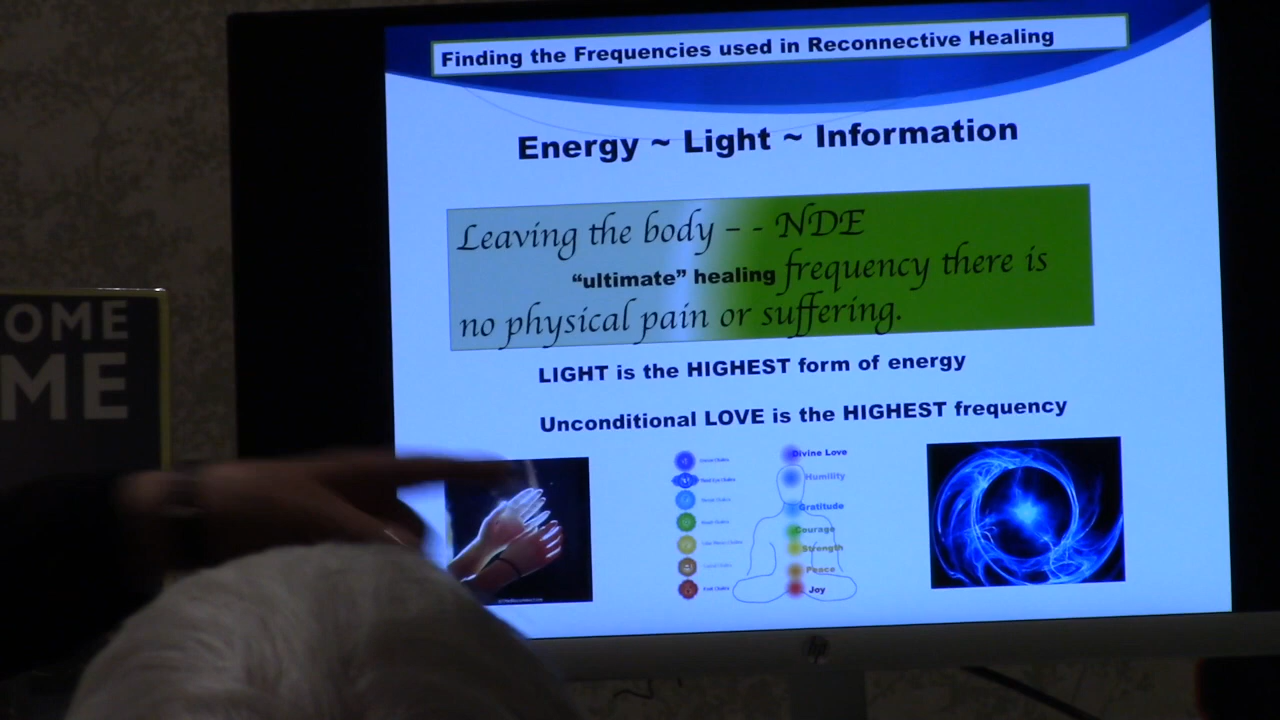 Finding the Frequencies used in Reconnective Healing
Energy ~ Light ~ Information
Leaving the body – - NDE
“ultimate” healing frequency there is
no physical pain or suffering.
LIGHT is the HIGHEST form of energy
Unconditional LOVE is the HIGHEST frequency
Divine Love
Humility
Gratitude
Courage
Strength
Peace
Joy
OME
ME
hp